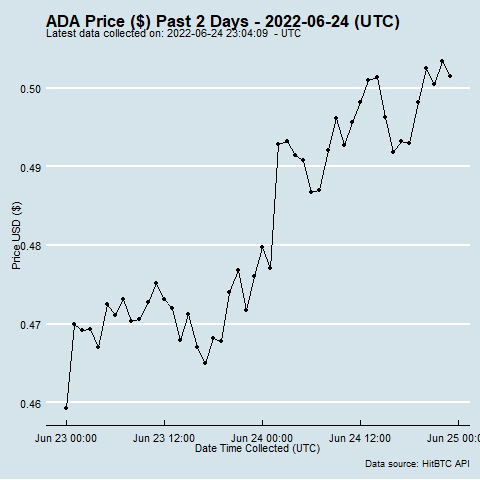 ADA Price ($) Past 2 Days - 2022-06-24 (UTC)
Latest data collected on: 2022-06-24 23:04:09 - UTC
0.50
0.49
0.48
0.47
0.46
Price USD ($)
Jun 23 00:00 Jun 23 12:00 Jun 24 00:00 Jun 24 12:00 Jun 25 00:00
Date Time Collected (UTC)
Data source: HitBTC API